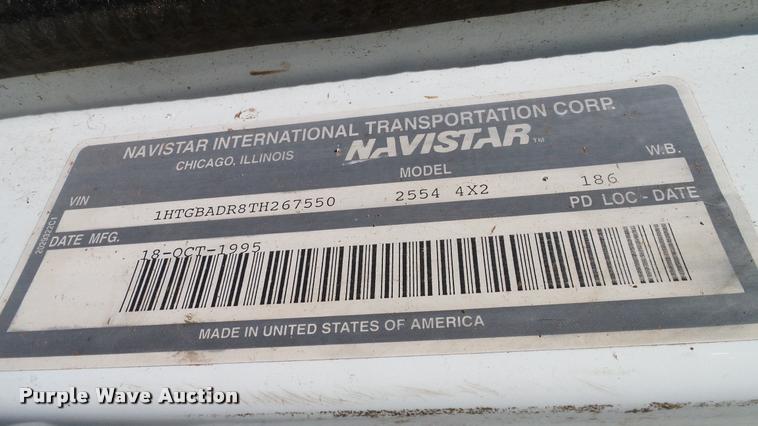 NAVISTAR INTERNATIONAL TRANSPORTATION CORP.
CHICAGO, ILLINOIS NAVISTAR™
VIN MODEL W.B.
1HTGBADR8TH267550 2554 4X2 186
DATE MFG. PD LOC - DATE
18-OCT-1995
MADE IN UNITED STATES OF AMERICA
Purple Wave Auction®